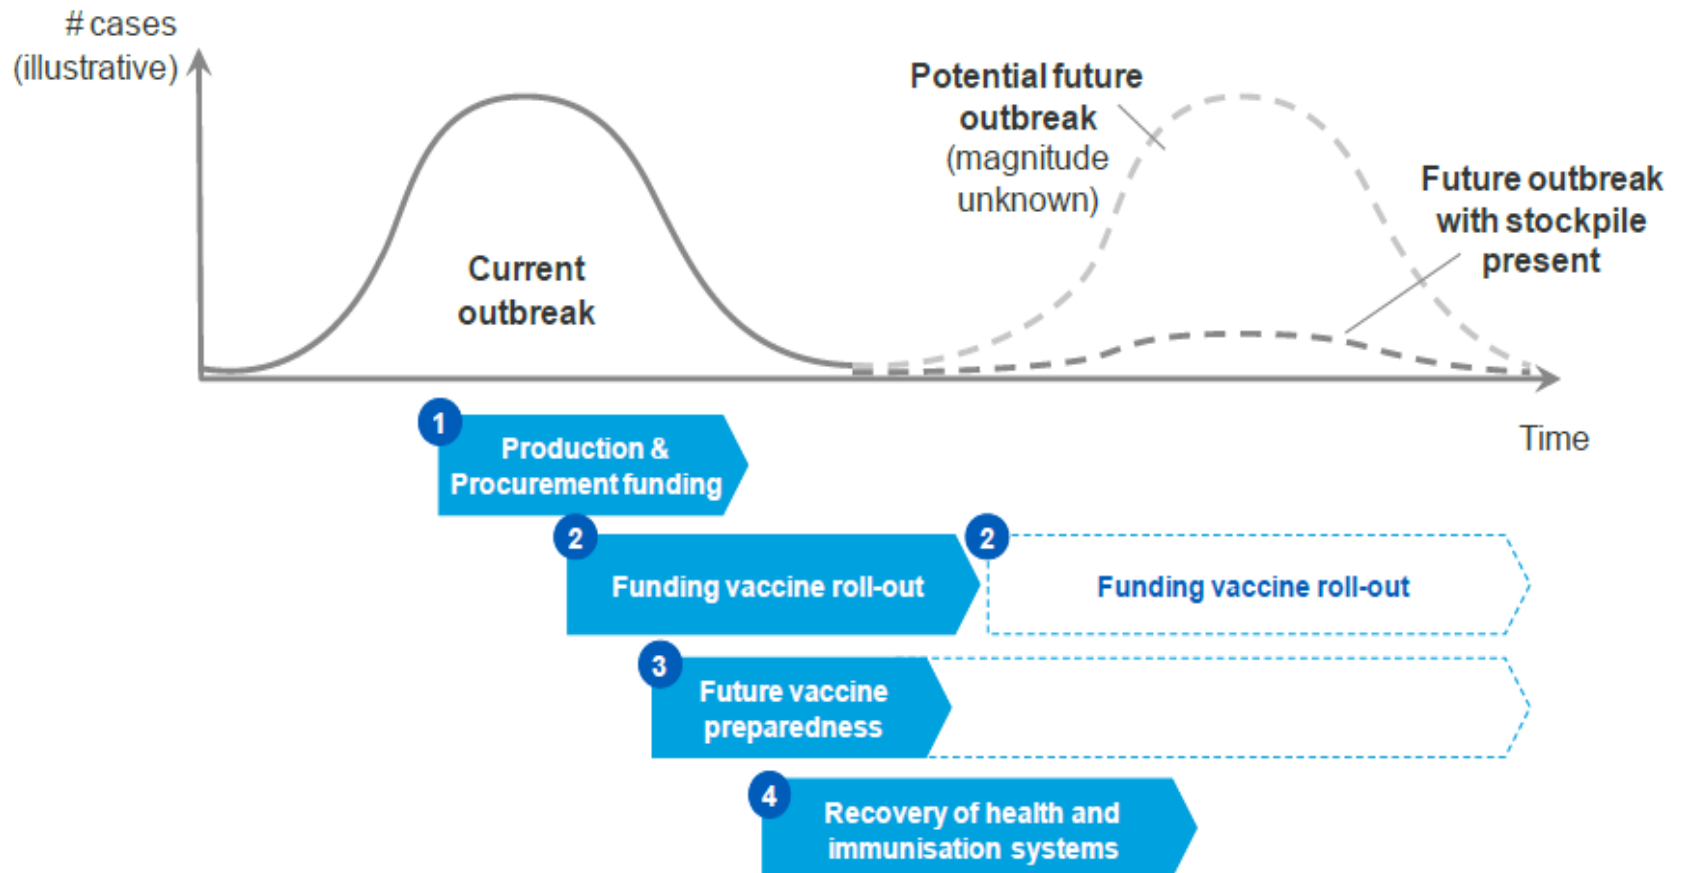 # cases
(illustrative)
Potential future
outbreak
(magnitude
unknown)
Future outbreak
with stockpile
present
Current
outbreak
Time
1
Production &
Procurement funding
2
Funding vaccine roll-out
2
Funding vaccine roll-out
3
Future vaccine
preparedness
4
Recovery of health and
immunisation systems